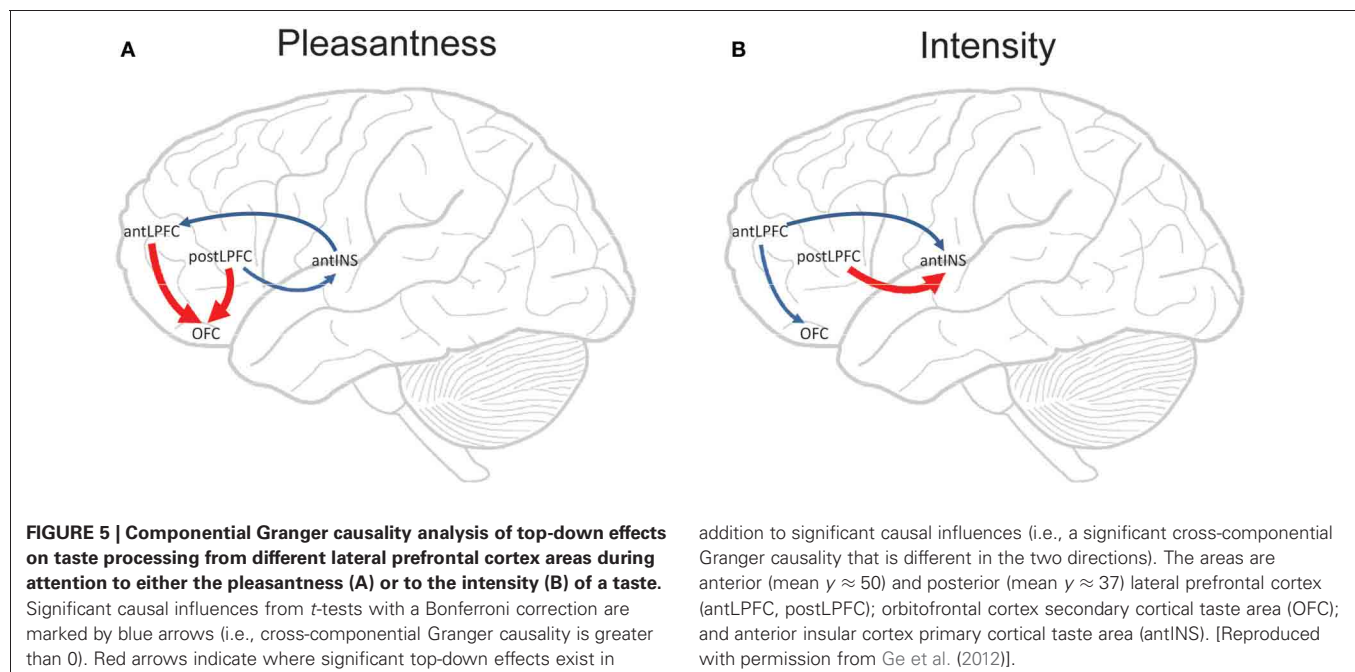 A
Pleasantness
antLPFC
postLPFC
antINS
OFC
B
Intensity
antLPFC
postLPFC
antINS
OFC
FIGURE 5 | Componential Granger causality analysis of top-down effects
on taste processing from different lateral prefrontal cortex areas during
attention to either the pleasantness (A) or to the intensity (B) of a taste.
Significant causal influences from t-tests with a Bonferroni correction are
marked by blue arrows (i.e., cross-componential Granger causality is greater
than 0). Red arrows indicate where significant top-down effects exist in
addition to significant causal influences (i.e., a significant cross-componential
Granger causality that is different in the two directions). The areas are
anterior (mean y ≈ 50) and posterior (mean y ≈ 37) lateral prefrontal cortex
(antLPFC, postLPFC); orbitofrontal cortex secondary cortical taste area (OFC);
and anterior insular cortex primary cortical taste area (antINS). [Reproduced
with permission from Ge et al. (2012)].